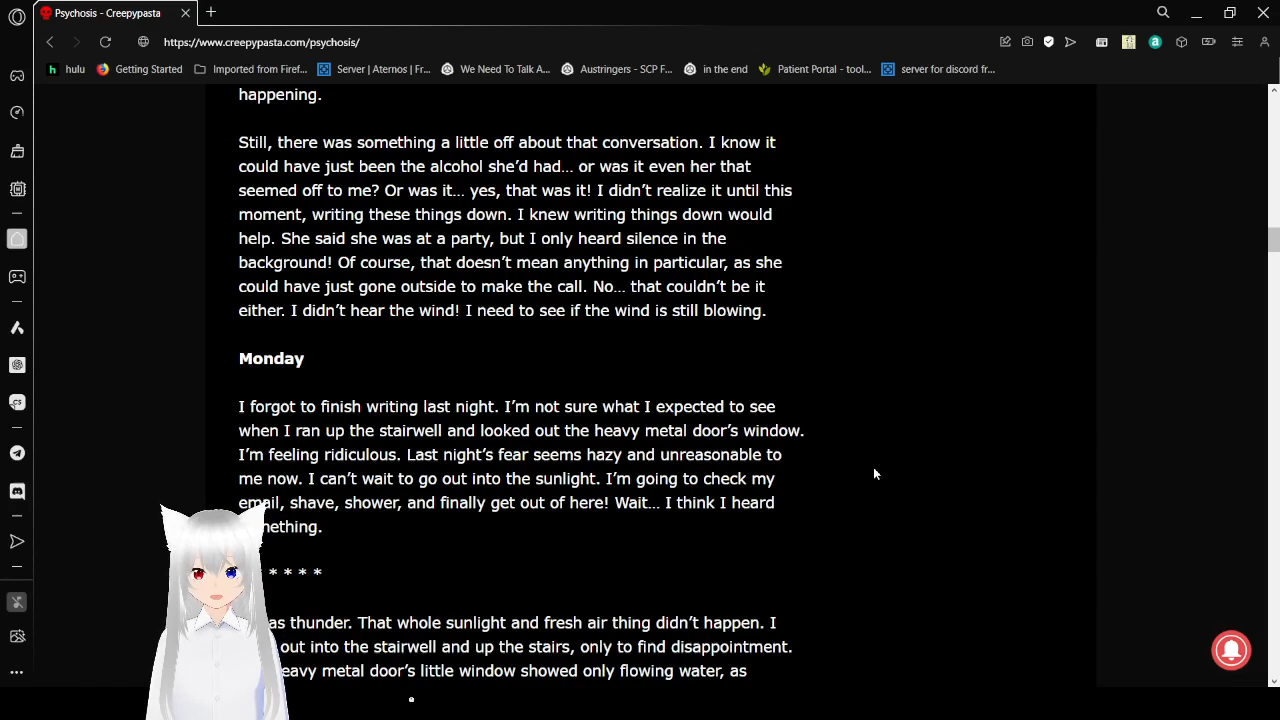 Psychosis - Creepypasta
https://www.creepypasta.com/psychosis/
hulu Getting Started Imported from Firef... Server | Aternos | Fr... We Need To Talk A... Austringers - SCP F... in the end Patient Portal - tool... server for discord fr...
happening.
Still, there was something a little off about that conversation. I know it
could have just been the alcohol she’d had… or was it even her that
seemed off to me? Or was it… yes, that was it! I didn’t realize it until this
moment, writing these things down. I knew writing things down would
help. She said she was at a party, but I only heard silence in the
background! Of course, that doesn’t mean anything in particular, as she
could have just gone outside to make the call. No… that couldn’t be it
either. I didn’t hear the wind! I need to see if the wind is still blowing.
Monday
I forgot to finish writing last night. I’m not sure what I expected to see
when I ran up the stairwell and looked out the heavy metal door’s window.
I’m feeling ridiculous. Last night’s fear seems hazy and unreasonable to
me now. I can’t wait to go out into the sunlight. I’m going to check my
email, shave, shower, and finally get out of here! Wait… I think I heard
mething.
* * * * *
as thunder. That whole sunlight and fresh air thing didn’t happen. I
out into the stairwell and up the stairs, only to find disappointment.
eavy metal door’s little window showed only flowing water, as